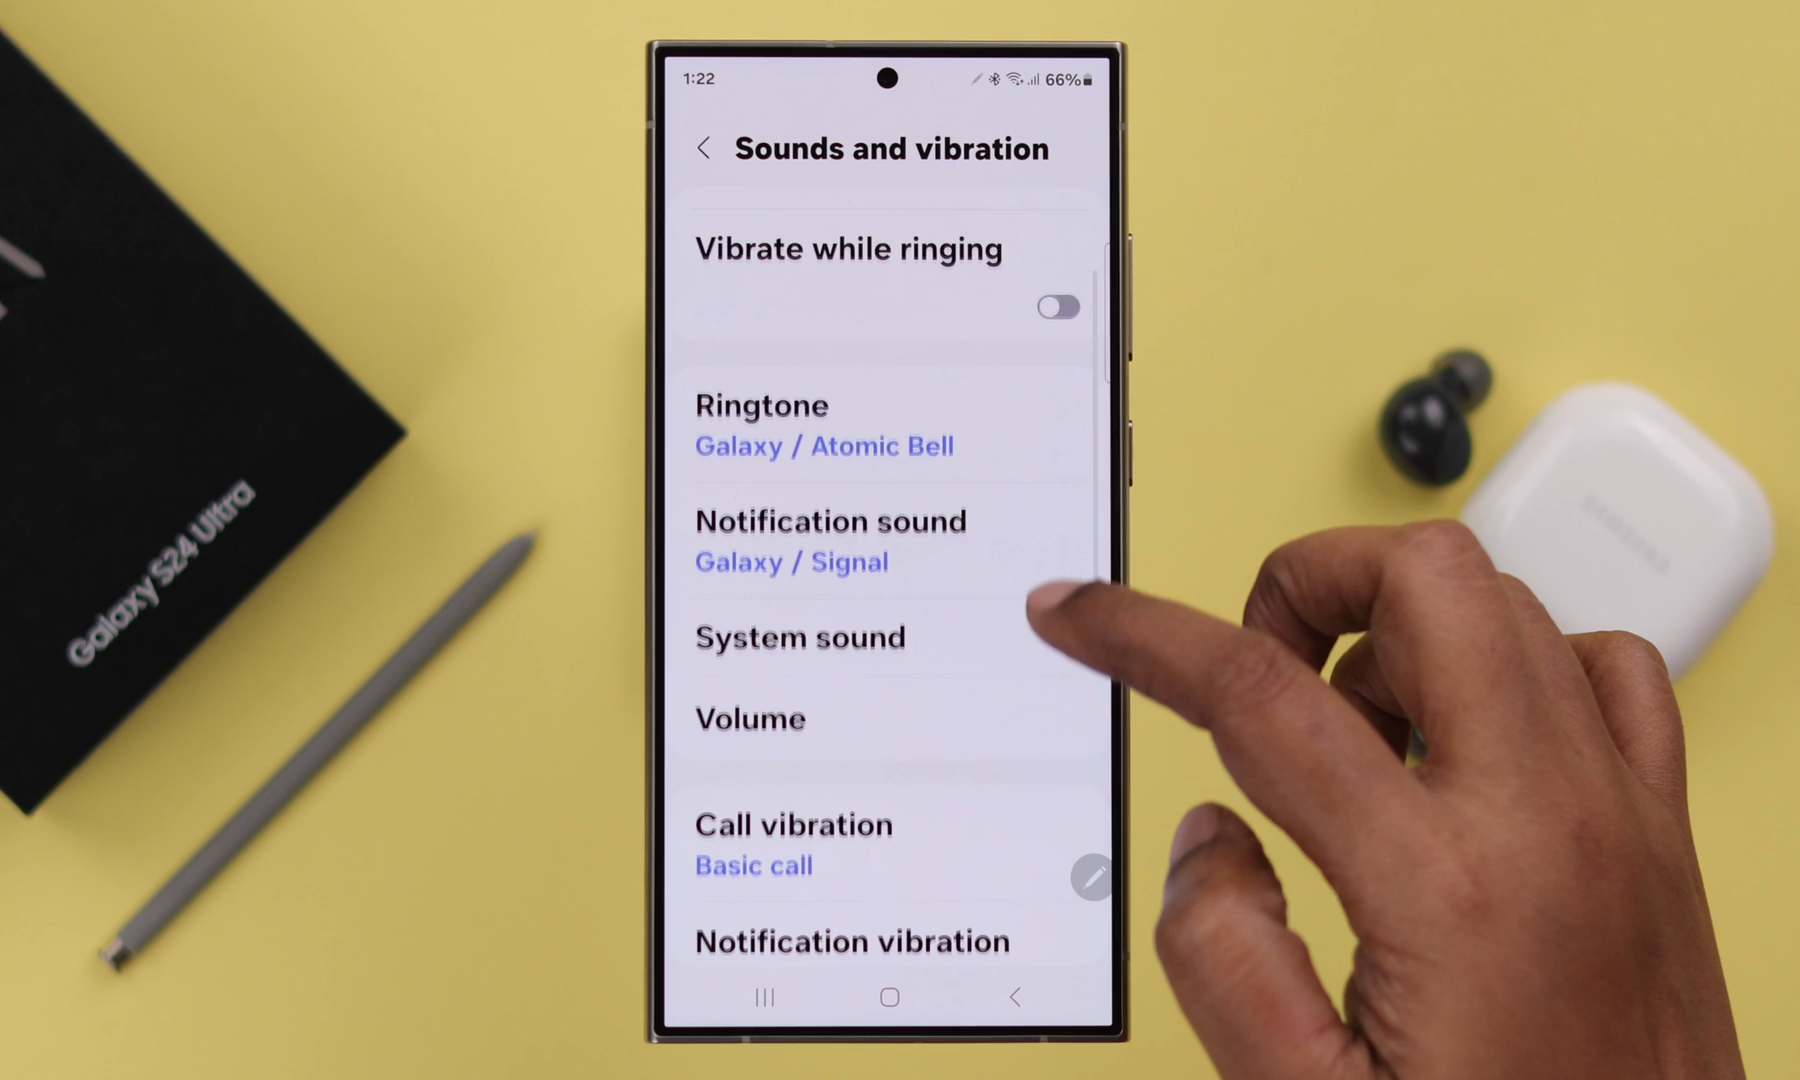 1:22
66%
Sounds and vibration
Vibrate while ringing
Ringtone
Galaxy / Atomic Bell
Notification sound
Galaxy / Signal
System sound
Volume
Call vibration
Basic call
Notification vibration
Galaxy S24 Ultra
SAMSUNG